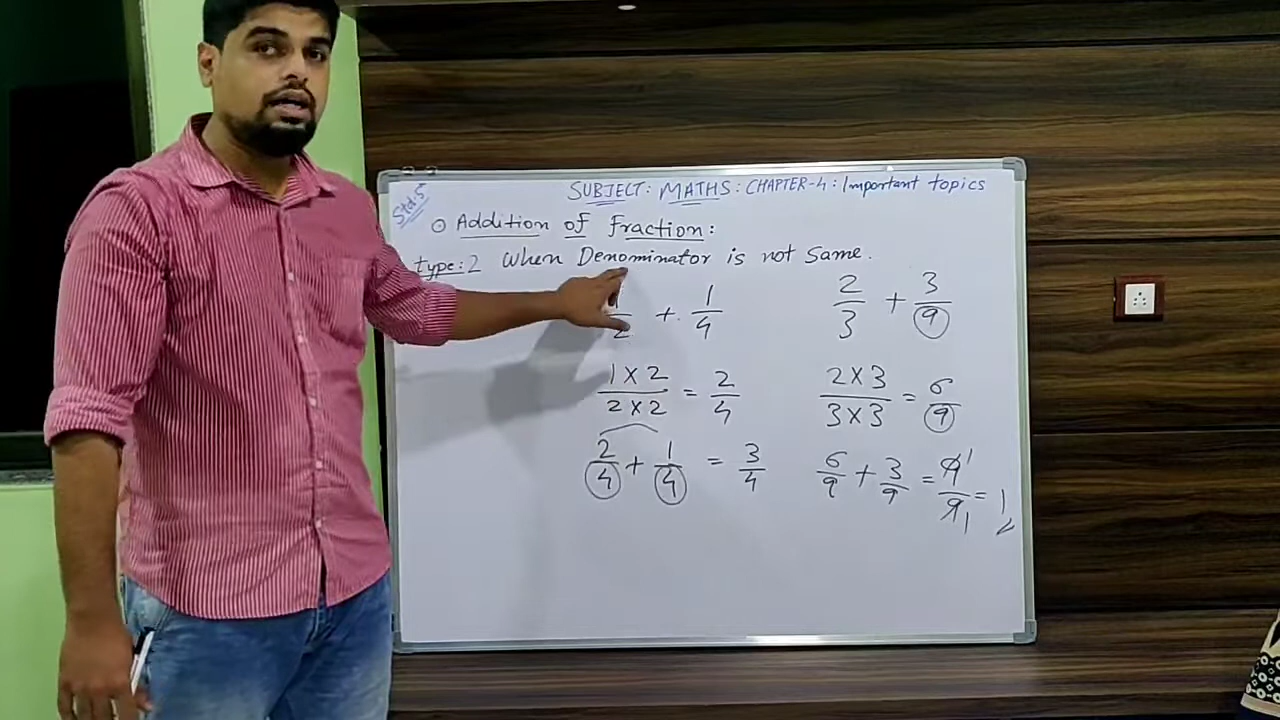 Std:5
SUBJECT: MATHS: CHAPTER-4: Important topics
⊙ Addition of fraction:
type:2 When Denominator is not Same.
1/2 + 1/4
2/3 + 3/9
1×2/2×2 = 2/4
2×3/3×3 = 6/9
2/4 + 1/4 = 3/4
6/9 + 3/9 = 9 1/9 1 = 1